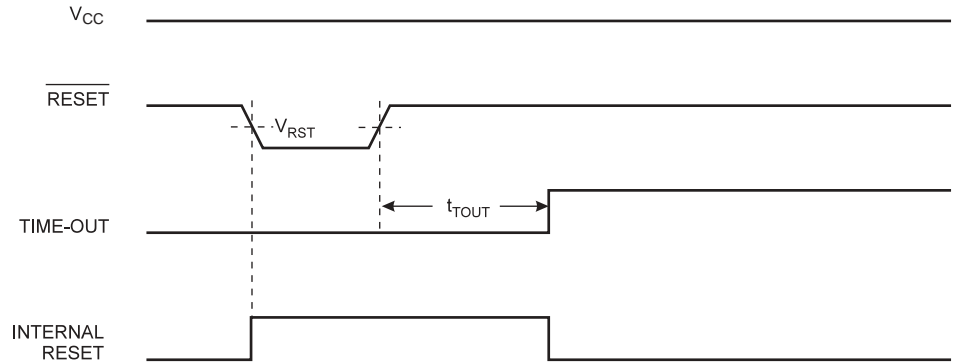 VCC
RESET
VRST
tTOUT
TIME-OUT
INTERNAL
RESET